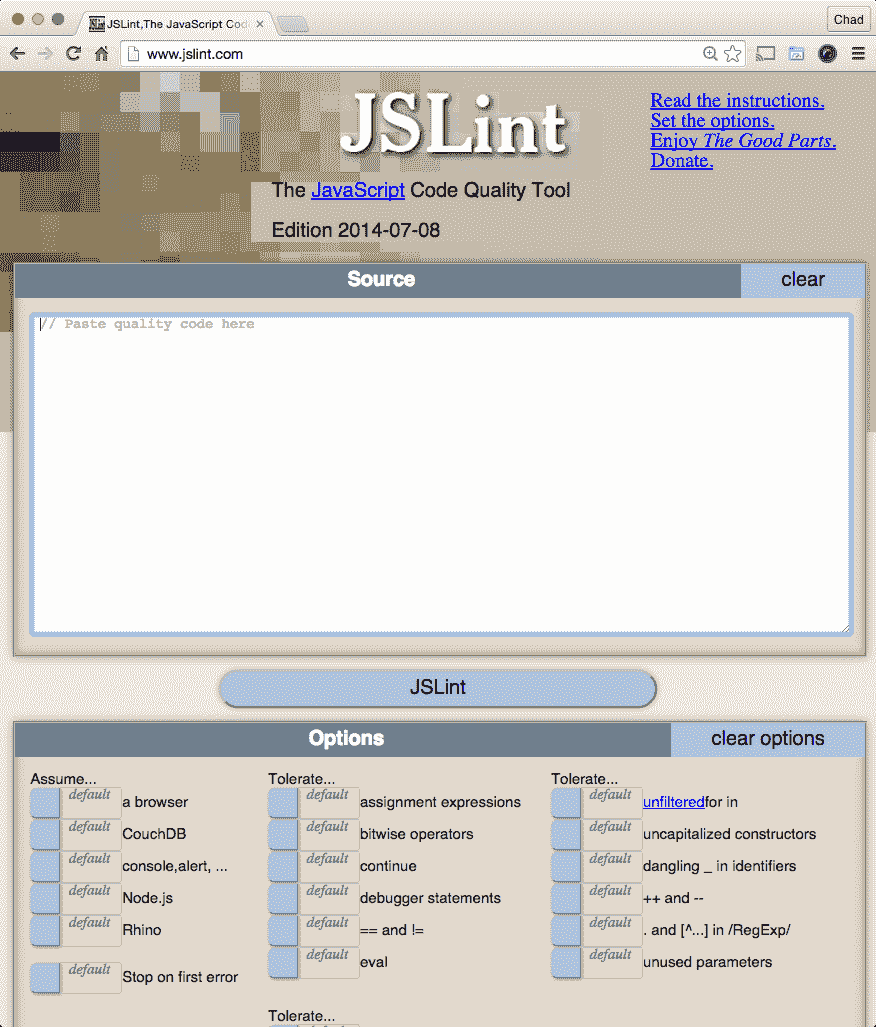 JSLint,The JavaScript Cod
Chad
www.jslint.com
JSLint
Read the instructions.
Set the options.
Enjoy The Good Parts.
Donate.
The JavaScript Code Quality Tool
Edition 2014-07-08
Source
clear
// Paste quality code here
JSLint
Options
clear options
Assume...
default a browser
default CouchDB
default console,alert, ...
default Node.js
default Rhino
default Stop on first error
Tolerate...
default assignment expressions
default bitwise operators
default continue
default debugger statements
default == and !=
default eval
Tolerate...
Tolerate...
default unfilteredfor in
default uncapitalized constructors
default dangling _ in identifiers
default ++ and --
default . and [^...] in /RegExp/
default unused parameters